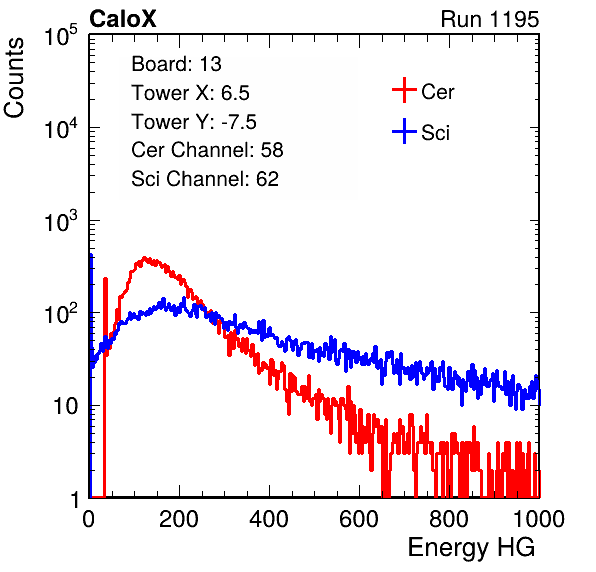 CaloX Run 1195
Counts
Board: 13
Tower X: 6.5
Tower Y: -7.5
Cer Channel: 58
Sci Channel: 62
Cer
Sci
10^5
10^4
10^3
10^2
10
1
0 200 400 600 800 1000
Energy HG